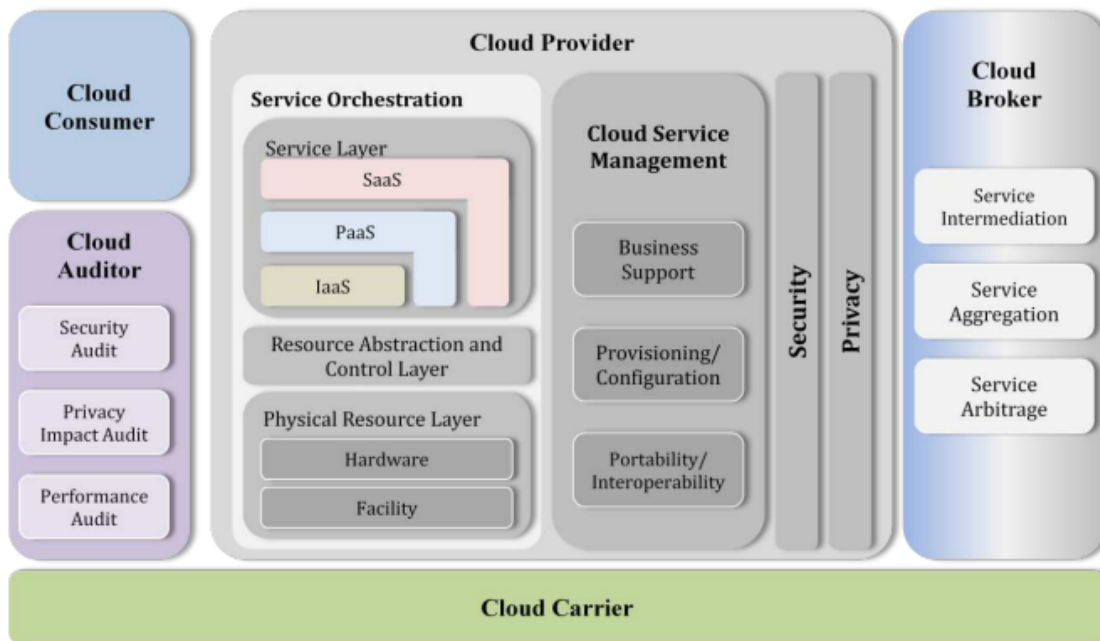 Cloud
Consumer
Cloud
Auditor
Security
Audit
Privacy
Impact Audit
Performance
Audit
Cloud Provider
Service Orchestration
Service Layer
SaaS
PaaS
IaaS
Resource Abstraction and
Control Layer
Physical Resource Layer
Hardware
Facility
Cloud Service
Management
Business
Support
Provisioning/
Configuration
Portability/
Interoperability
Security
Privacy
Cloud
Broker
Service
Intermediation
Service
Aggregation
Service
Arbitrage
Cloud Carrier